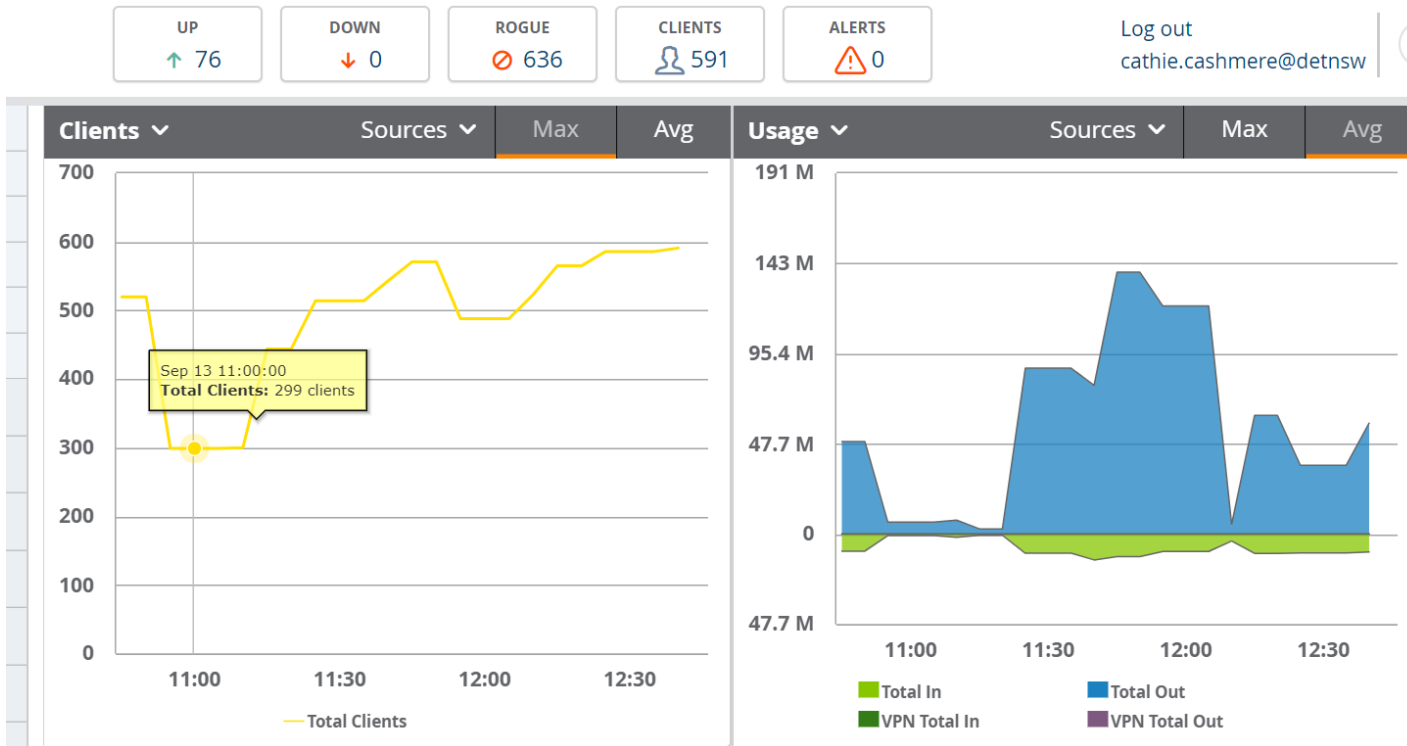 UP
76
DOWN
0
ROGUE
636
CLIENTS
591
ALERTS
0
Log out
cathie.cashmere@detnsw
Clients
Sources
Max
Avg
700
600
500
400
300
200
100
0
Sep 13 11:00:00
Total Clients: 299 clients
11:00 11:30 12:00 12:30
Total Clients
Usage
Sources
Max
Avg
191 M
143 M
95.4 M
47.7 M
0
47.7 M
11:00 11:30 12:00 12:30
Total In Total Out
VPN Total In VPN Total Out